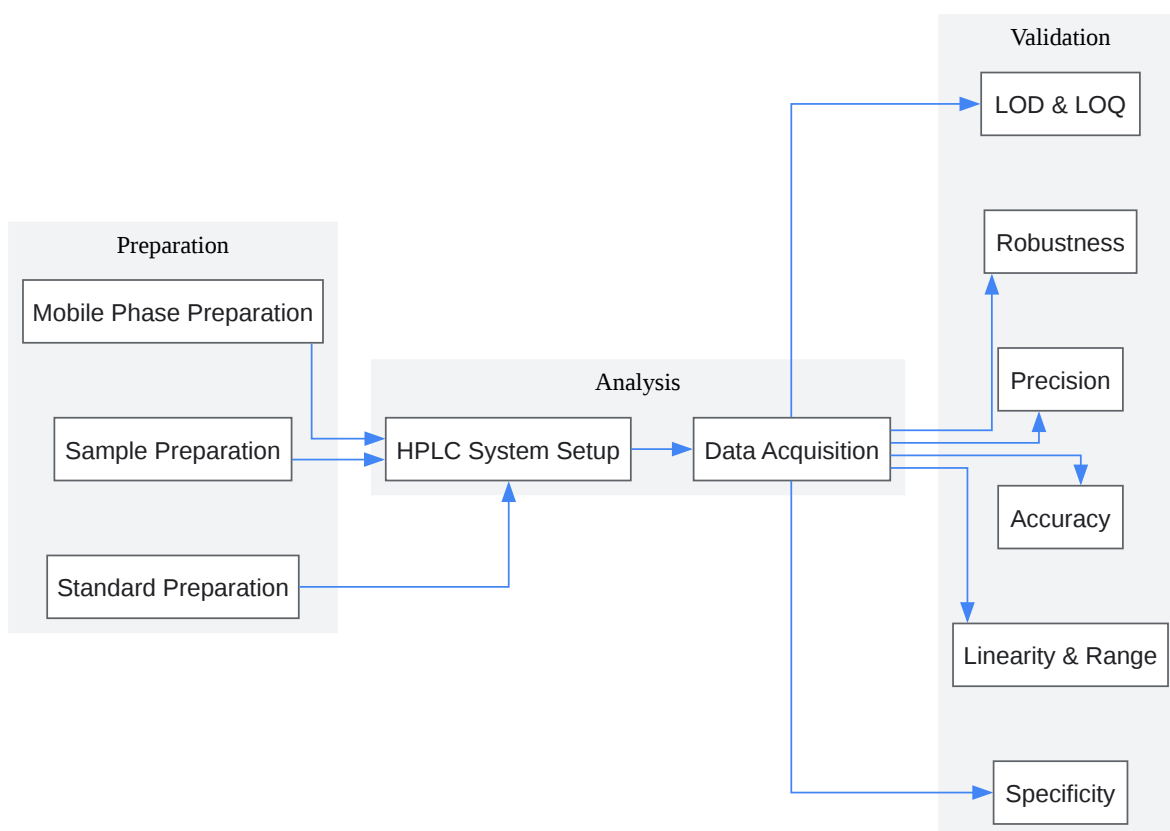 Preparation
Mobile Phase Preparation
Sample Preparation
Standard Preparation
Analysis
HPLC System Setup
Data Acquisition
Validation
LOD & LOQ
Robustness
Precision
Accuracy
Linearity & Range
Specificity